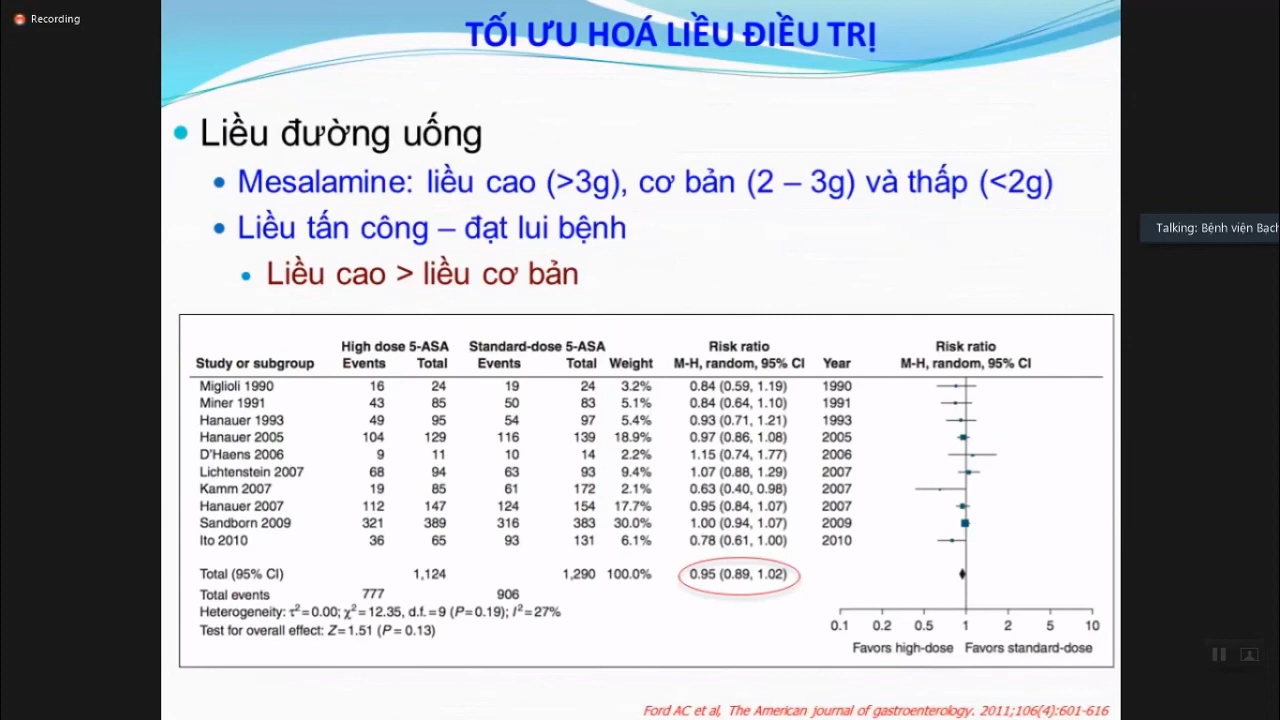 Recording
TỐI ƯU HOÁ LIỀU ĐIỀU TRỊ
Liều đường uống
Mesalamine: liều cao (>3g), cơ bản (2 – 3g) và thấp (<2g)
Talking: Bệnh viện Bạch
Liều tấn công – đạt lui bệnh
Liều cao > liều cơ bản
High dose 5-ASA Standard-dose 5-ASA Risk ratio Risk ratio
Study or subgroup Events Total Events Total Weight M-H, random, 95% CI Year M-H, random, 95% CI
Miglioli 1990 16 24 19 24 3.2% 0.84 (0.59, 1.19) 1990
Miner 1991 43 85 50 83 5.1% 0.84 (0.64, 1.10) 1991
Hanauer 1993 49 95 54 97 5.4% 0.93 (0.71, 1.21) 1993
Hanauer 2005 104 129 116 139 18.9% 0.97 (0.86, 1.08) 2005
D'Haens 2006 9 11 10 14 2.2% 1.15 (0.74, 1.77) 2006
Lichtenstein 2007 68 94 63 93 9.4% 1.07 (0.88, 1.29) 2007
Kamm 2007 19 85 61 172 2.1% 0.63 (0.40, 0.98) 2007
Hanauer 2007 112 147 124 154 17.7% 0.95 (0.84, 1.07) 2007
Sandborn 2009 321 389 316 383 30.0% 1.00 (0.94, 1.07) 2009
Ito 2010 36 65 93 131 6.1% 0.78 (0.61, 1.00) 2010
Total (95% CI) 1,124 1,290 100.0% 0.95 (0.89, 1.02)
Total events 777 906
Heterogeneity: τ²=0.00; χ²=12.35, d.f.=9 (P=0.19); I²=27%
Test for overall effect: Z=1.51 (P=0.13)
0.1 0.2 0.5 1 2 5 10
Favors high-dose Favors standard-dose
Ford AC et al, The American journal of gastroenterology. 2011;106(4):601-616